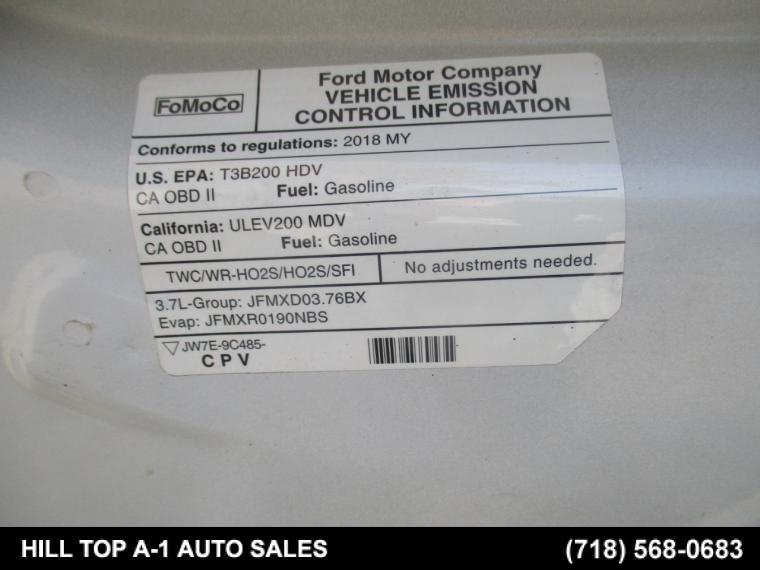 FoMoCo
Ford Motor Company
VEHICLE EMISSION
CONTROL INFORMATION
Conforms to regulations: 2018 MY
U.S. EPA: T3B200 HDV
CA OBD II Fuel: Gasoline
California: ULEV200 MDV
CA OBD II Fuel: Gasoline
TWC/WR-HO2S/HO2S/SFI No adjustments needed.
3.7L-Group: JFMXD03.76BX
Evap: JFMXR0190NBS
JW7E-9C485-
CPV
HILL TOP A-1 AUTO SALES (718) 568-0683